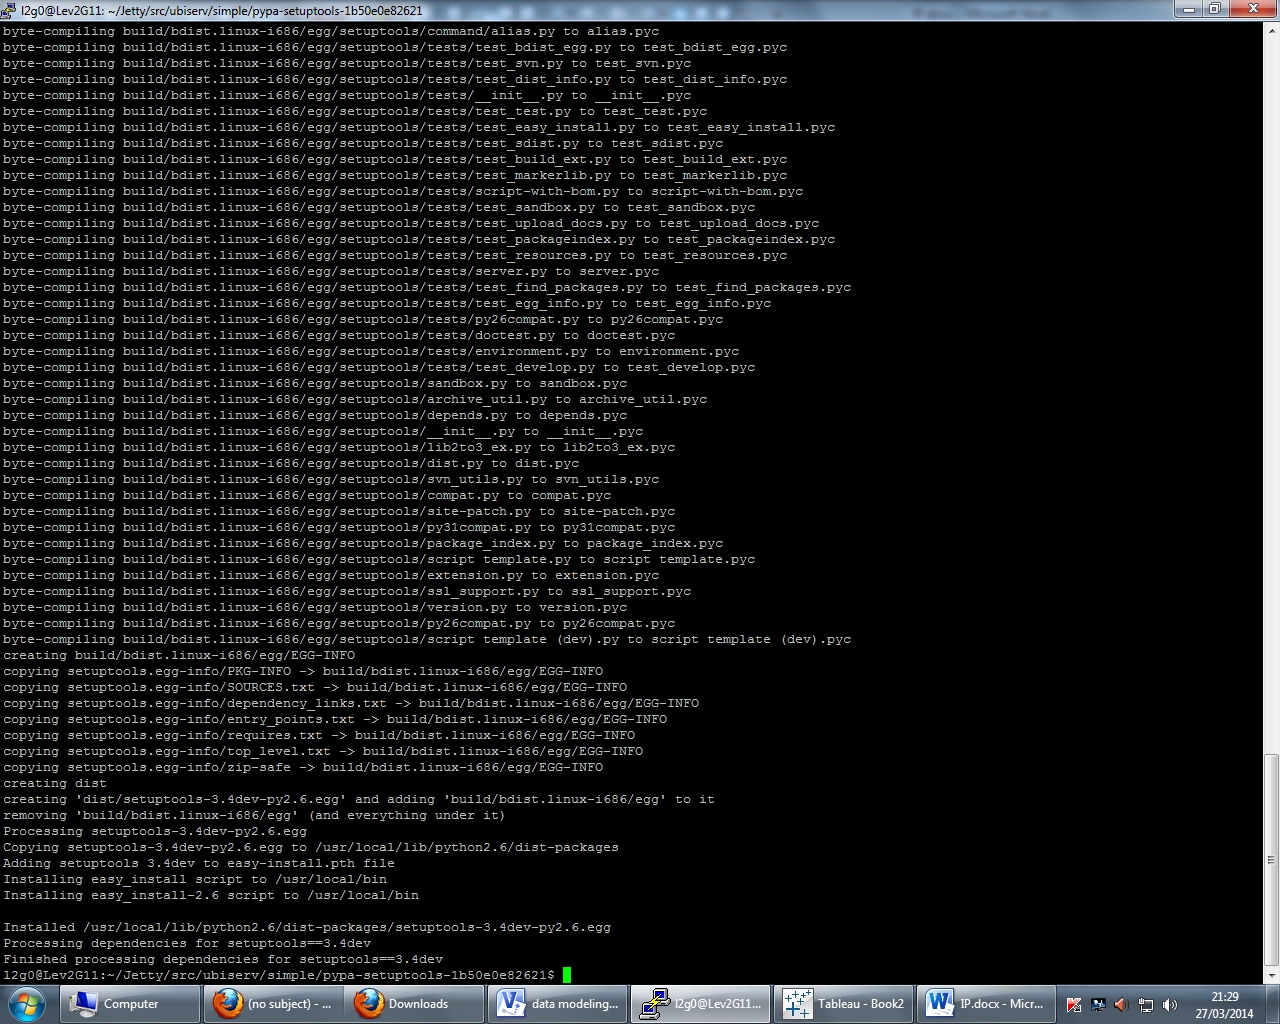 l2g0@Lev2G11: ~/Jetty/src/ubiserv/simple/pypa-setuptools-1b50e0e82621
byte-compiling build/bdist.linux-i686/egg/setuptools/command/alias.py to alias.pyc
byte-compiling build/bdist.linux-i686/egg/setuptools/tests/test_bdist_egg.py to test_bdist_egg.pyc
byte-compiling build/bdist.linux-i686/egg/setuptools/tests/test_svn.py to test_svn.pyc
byte-compiling build/bdist.linux-i686/egg/setuptools/tests/test_dist_info.py to test_dist_info.pyc
byte-compiling build/bdist.linux-i686/egg/setuptools/tests/__init__.py to __init__.pyc
byte-compiling build/bdist.linux-i686/egg/setuptools/tests/test_test.py to test_test.pyc
byte-compiling build/bdist.linux-i686/egg/setuptools/tests/test_easy_install.py to test_easy_install.pyc
byte-compiling build/bdist.linux-i686/egg/setuptools/tests/test_sdist.py to test_sdist.pyc
byte-compiling build/bdist.linux-i686/egg/setuptools/tests/test_build_ext.py to test_build_ext.pyc
byte-compiling build/bdist.linux-i686/egg/setuptools/tests/test_markerlib.py to test_markerlib.pyc
byte-compiling build/bdist.linux-i686/egg/setuptools/tests/script-with-bom.py to script-with-bom.pyc
byte-compiling build/bdist.linux-i686/egg/setuptools/tests/test_sandbox.py to test_sandbox.pyc
byte-compiling build/bdist.linux-i686/egg/setuptools/tests/test_upload_docs.py to test_upload_docs.pyc
byte-compiling build/bdist.linux-i686/egg/setuptools/tests/test_packageindex.py to test_packageindex.pyc
byte-compiling build/bdist.linux-i686/egg/setuptools/tests/test_resources.py to test_resources.pyc
byte-compiling build/bdist.linux-i686/egg/setuptools/tests/server.py to server.pyc
byte-compiling build/bdist.linux-i686/egg/setuptools/tests/test_find_packages.py to test_find_packages.pyc
byte-compiling build/bdist.linux-i686/egg/setuptools/tests/test_egg_info.py to test_egg_info.pyc
byte-compiling build/bdist.linux-i686/egg/setuptools/tests/py26compat.py to py26compat.pyc
byte-compiling build/bdist.linux-i686/egg/setuptools/tests/doctest.py to doctest.pyc
byte-compiling build/bdist.linux-i686/egg/setuptools/tests/environment.py to environment.pyc
byte-compiling build/bdist.linux-i686/egg/setuptools/tests/test_develop.py to test_develop.pyc
byte-compiling build/bdist.linux-i686/egg/setuptools/sandbox.py to sandbox.pyc
byte-compiling build/bdist.linux-i686/egg/setuptools/archive_util.py to archive_util.pyc
byte-compiling build/bdist.linux-i686/egg/setuptools/depends.py to depends.pyc
byte-compiling build/bdist.linux-i686/egg/setuptools/__init__.py to __init__.pyc
byte-compiling build/bdist.linux-i686/egg/setuptools/lib2to3_ex.py to lib2to3_ex.pyc
byte-compiling build/bdist.linux-i686/egg/setuptools/dist.py to dist.pyc
byte-compiling build/bdist.linux-i686/egg/setuptools/svn_utils.py to svn_utils.pyc
byte-compiling build/bdist.linux-i686/egg/setuptools/compat.py to compat.pyc
byte-compiling build/bdist.linux-i686/egg/setuptools/site-patch.py to site-patch.pyc
byte-compiling build/bdist.linux-i686/egg/setuptools/py31compat.py to py31compat.pyc
byte-compiling build/bdist.linux-i686/egg/setuptools/package_index.py to package_index.pyc
byte-compiling build/bdist.linux-i686/egg/setuptools/script template.py to script template.pyc
byte-compiling build/bdist.linux-i686/egg/setuptools/extension.py to extension.pyc
byte-compiling build/bdist.linux-i686/egg/setuptools/ssl_support.py to ssl_support.pyc
byte-compiling build/bdist.linux-i686/egg/setuptools/version.py to version.pyc
byte-compiling build/bdist.linux-i686/egg/setuptools/py26compat.py to py26compat.pyc
byte-compiling build/bdist.linux-i686/egg/setuptools/script template (dev).py to script template (dev).pyc
creating build/bdist.linux-i686/egg/EGG-INFO
copying setuptools.egg-info/PKG-INFO -> build/bdist.linux-i686/egg/EGG-INFO
copying setuptools.egg-info/SOURCES.txt -> build/bdist.linux-i686/egg/EGG-INFO
copying setuptools.egg-info/dependency_links.txt -> build/bdist.linux-i686/egg/EGG-INFO
copying setuptools.egg-info/entry_points.txt -> build/bdist.linux-i686/egg/EGG-INFO
copying setuptools.egg-info/requires.txt -> build/bdist.linux-i686/egg/EGG-INFO
copying setuptools.egg-info/top_level.txt -> build/bdist.linux-i686/egg/EGG-INFO
copying setuptools.egg-info/zip-safe -> build/bdist.linux-i686/egg/EGG-INFO
creating dist
creating 'dist/setuptools-3.4dev-py2.6.egg' and adding 'build/bdist.linux-i686/egg' to it
removing 'build/bdist.linux-i686/egg' (and everything under it)
Processing setuptools-3.4dev-py2.6.egg
Copying setuptools-3.4dev-py2.6.egg to /usr/local/lib/python2.6/dist-packages
Adding setuptools 3.4dev to easy-install.pth file
Installing easy_install script to /usr/local/bin
Installing easy_install-2.6 script to /usr/local/bin

Installed /usr/local/lib/python2.6/dist-packages/setuptools-3.4dev-py2.6.egg
Processing dependencies for setuptools==3.4dev
Finished processing dependencies for setuptools==3.4dev
l2g0@Lev2G11:~/Jetty/src/ubiserv/simple/pypa-setuptools-1b50e0e82621$
Computer
(no subject) - ...
Downloads
data modeling...
l2g0@Lev2G11...
Tableau - Book2
IP.docx - Micr...
21:29
27/03/2014